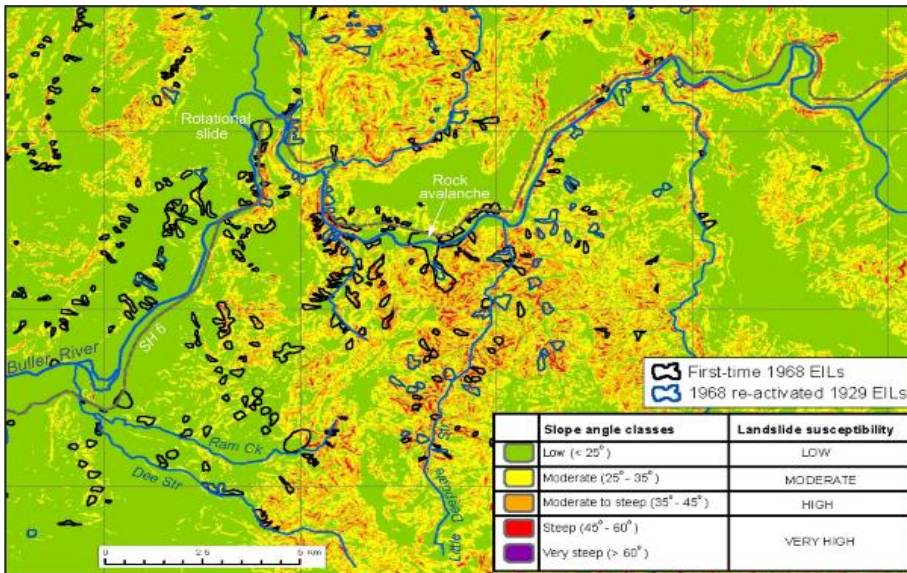 Rotational
slide
Rock
avalanche
Buller River
SH 6
Ram Ck
Dee Str
Little
Deepdale
Str
First-time 1968 EILs
1968 re-activated 1929 EILs
Slope angle classes Landslide susceptibility
Low (< 25°) LOW
Moderate (25° - 35°) MODERATE
Moderate to steep (35° - 45°) HIGH
Steep (45° - 60°) VERY HIGH
Very steep (> 60°)
0 2.5 5 Km